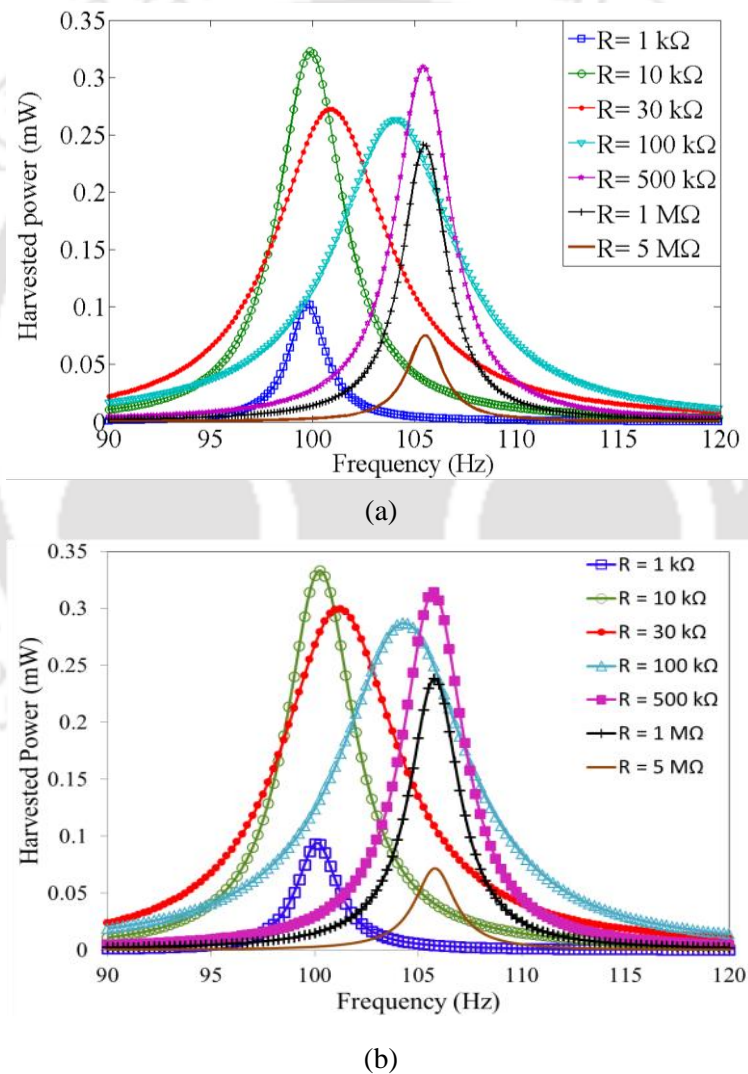 0.35
0.3
0.25
0.2
0.15
0.1
0.05
0
Harvested power (mW)
R= 1 kΩ
R= 10 kΩ
R= 30 kΩ
R= 100 kΩ
R= 500 kΩ
R= 1 MΩ
R= 5 MΩ
90 95 100 105 110 115 120
Frequency (Hz)
(a)
0.35
0.3
0.25
0.2
0.15
0.1
0.05
0
Harvested Power (mW)
R = 1 kΩ
R = 10 kΩ
R = 30 kΩ
R = 100 kΩ
R = 500 kΩ
R = 1 MΩ
R = 5 MΩ
90 95 100 105 110 115 120
Frequency (Hz)
(b)